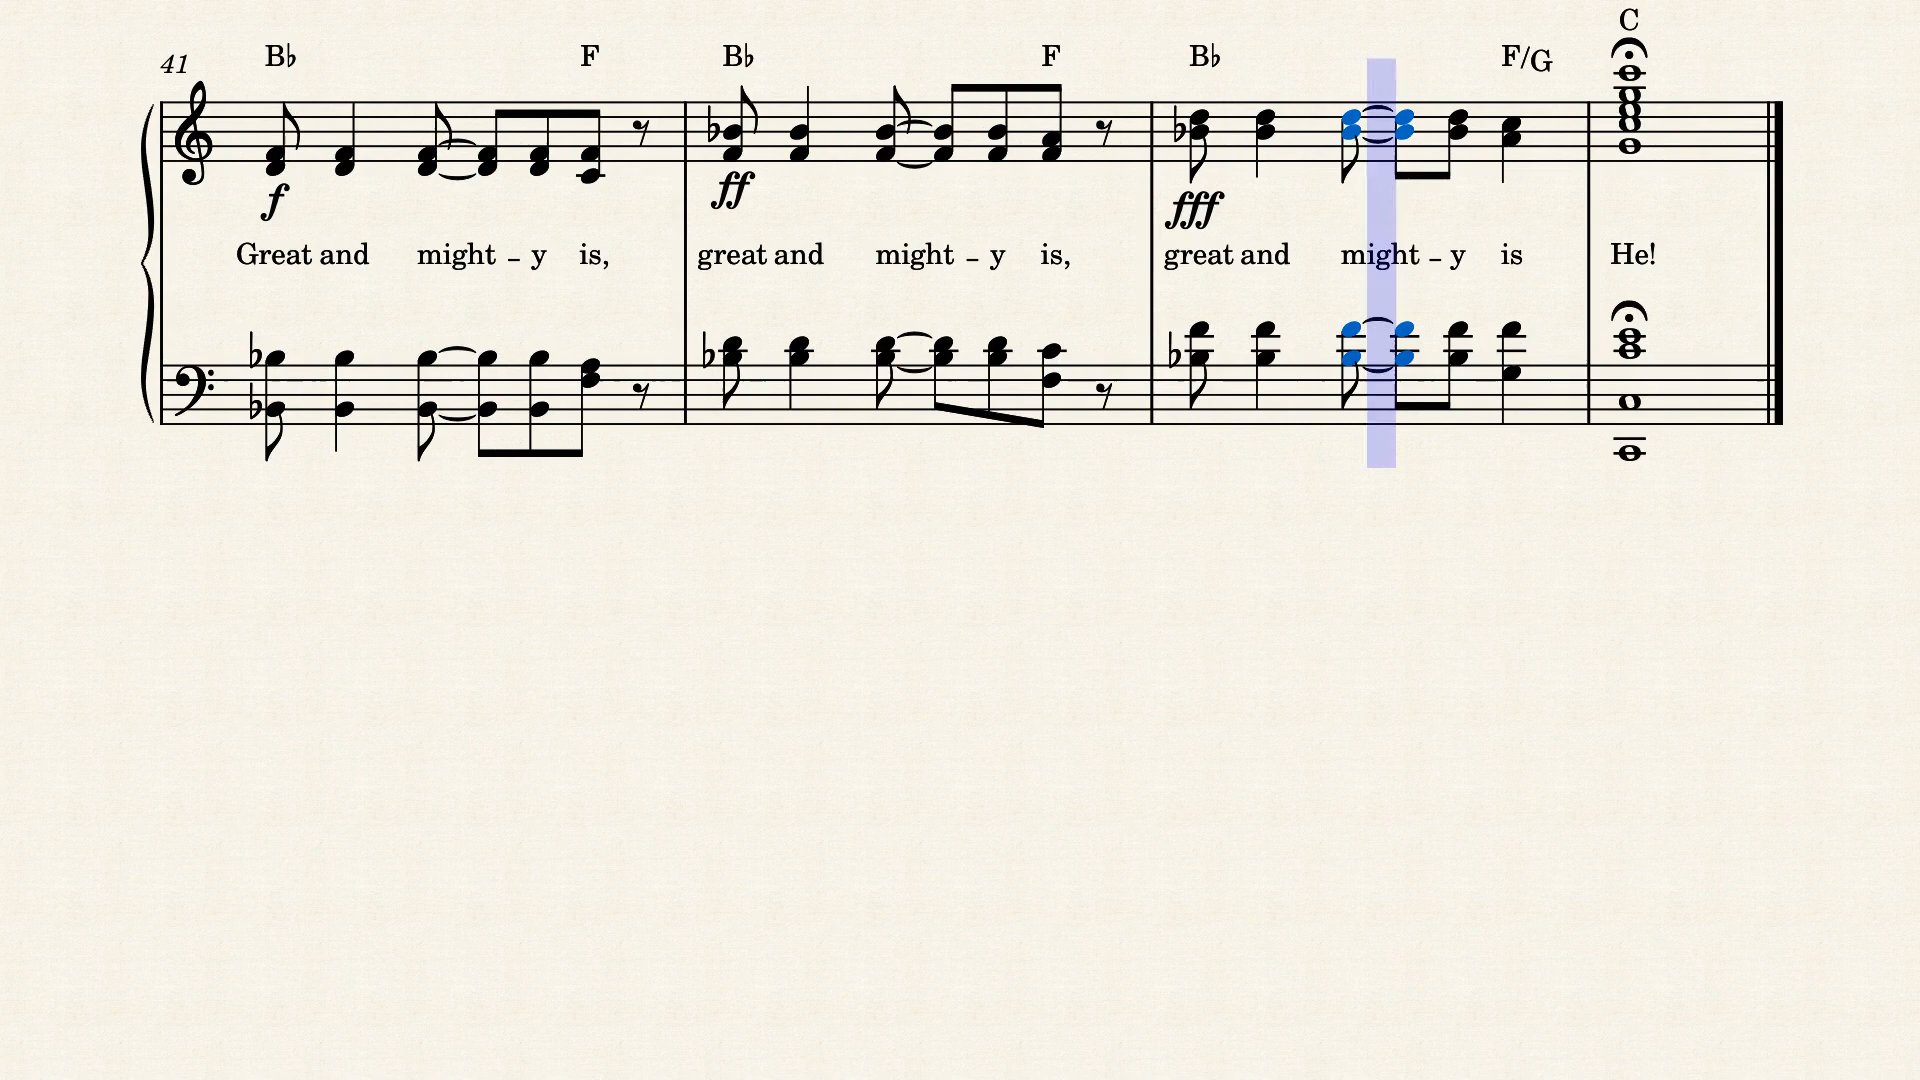 C
41 B♭ F B♭ F B♭ F/G
f ff fff
Great and might - y is, great and might - y is, great and might - y is He!